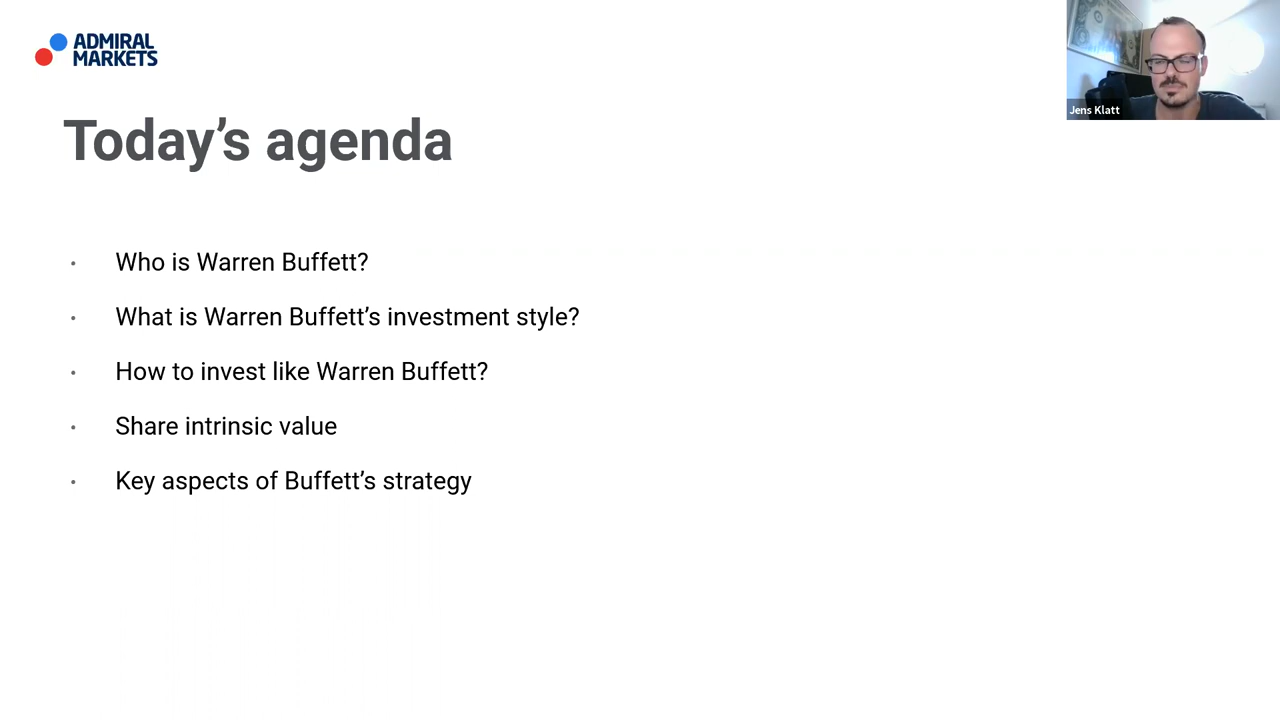 ADMIRAL
MARKETS
Jens Klatt
Today's agenda
• Who is Warren Buffett?
• What is Warren Buffett's investment style?
• How to invest like Warren Buffett?
• Share intrinsic value
• Key aspects of Buffett's strategy